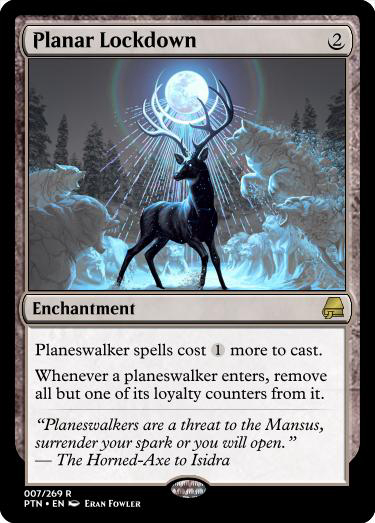 Planar Lockdown 2
Enchantment
Planeswalker spells cost 1 more to cast.
Whenever a planeswalker enters, remove
all but one of its loyalty counters from it.
“Planeswalkers are a threat to the Mansus,
surrender your spark or you will open.”
— The Horned-Axe to Isidra
007/269 R
PTN • EN Eran Fowler